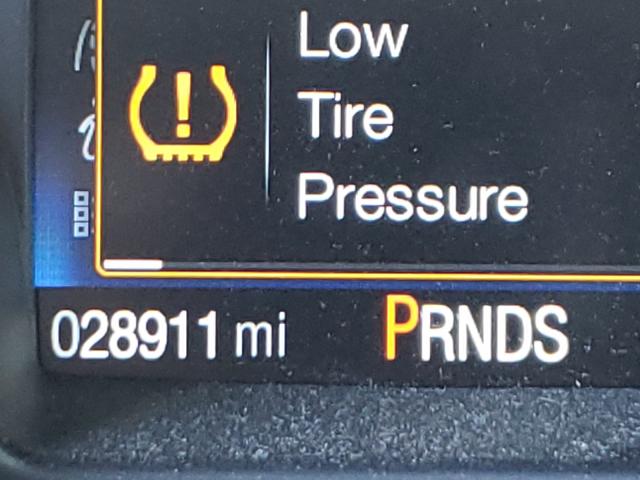 Low
Tire
Pressure
028911 mi PRNDS